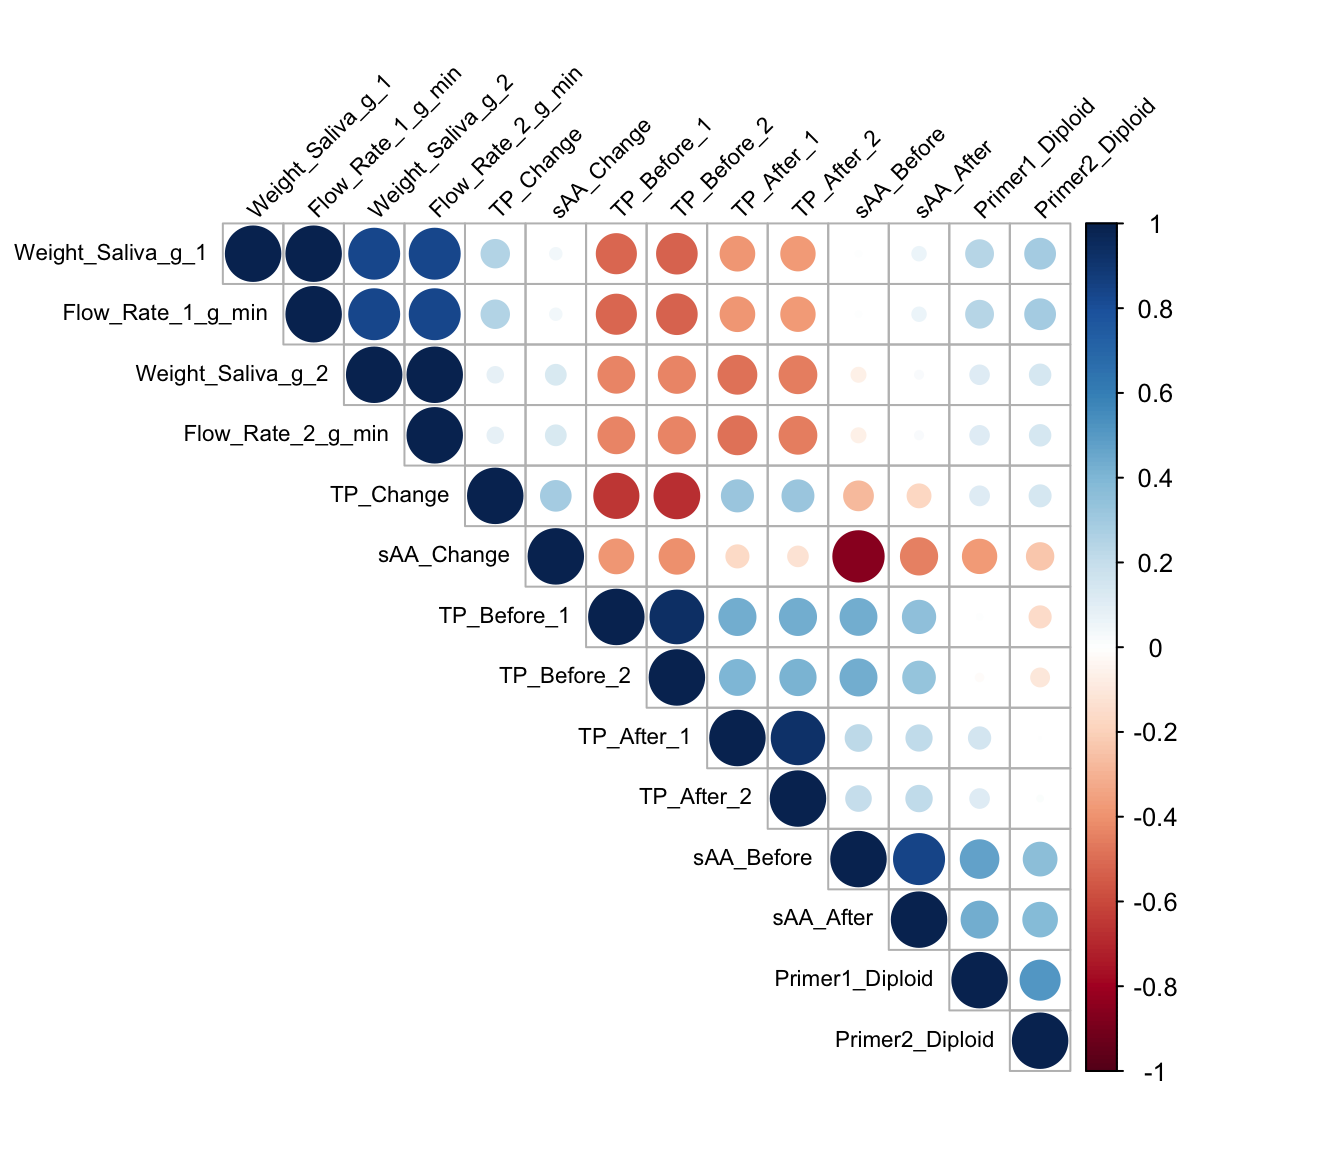 Weight_Saliva_g_1
Flow_Rate_1_g_min
Weight_Saliva_g_2
Flow_Rate_2_g_min
TP_Change
sAA_Change
TP_Before_1
TP_Before_2
TP_After_1
TP_After_2
sAA_Before
sAA_After
Primer1_Diploid
Primer2_Diploid
Weight_Saliva_g_1
Flow_Rate_1_g_min
Weight_Saliva_g_2
Flow_Rate_2_g_min
TP_Change
sAA_Change
TP_Before_1
TP_Before_2
TP_After_1
TP_After_2
sAA_Before
sAA_After
Primer1_Diploid
Primer2_Diploid
1
0.8
0.6
0.4
0.2
0
-0.2
-0.4
-0.6
-0.8
-1